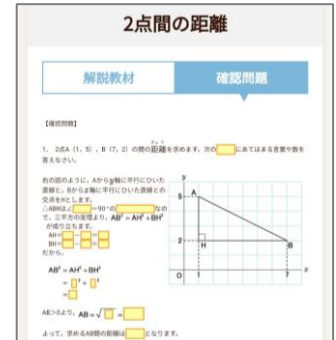 2点間の距離
解説教材
確認問題
【確認問題】
1. 2点A（1，5），B（7，2）の間の距離を求めます。次の□にあてはまる言葉や数を
答えなさい。
右の図のように，Aからy軸に平行にひいた
直線と，Bからx軸に平行にひいた直線との
交点をHとします。
△ABHは∠□=90°の□なの
で，三平方の定理より，AB²＝AH²＋BH²
が成り立ちます。
AH=□-□=□
BH=□-□=□
だから，
AB²＝AH²＋BH²
=□²+□²
=□
AB>0より，AB=√□=□
よって，求めるAB間の距離は□となります。
y
5
A
2
H
B
O
1
7
x